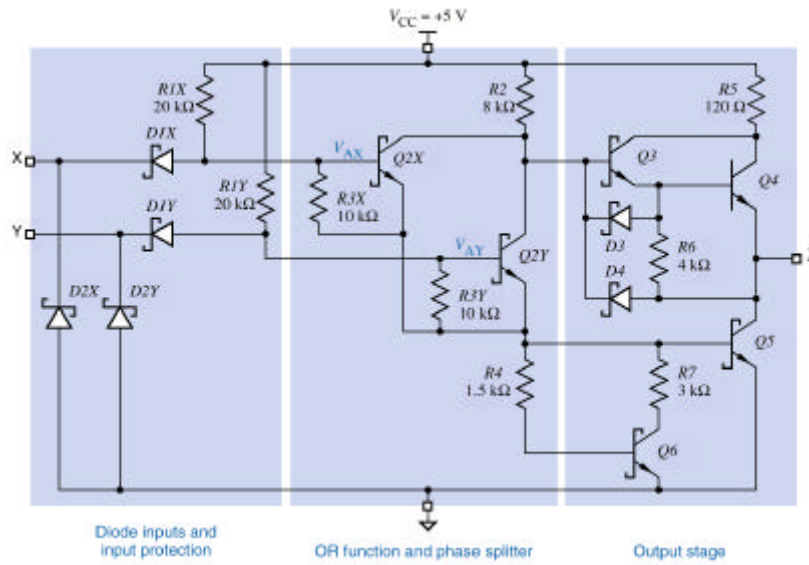 VCC = +5 V
R1X
20 kΩ
R2
8 kΩ
R5
120 Ω
D1X
X
VAX
Q2X
Q3
Q4
R1Y
20 kΩ
R3X
10 kΩ
Y
D1Y
VAY
Q2Y
D3
R6
4 kΩ
D4
D2X
D2Y
R3Y
10 kΩ
Q5
R4
1.5 kΩ
R7
3 kΩ
Q6
Diode inputs and
input protection
OR function and phase splitter
Output stage